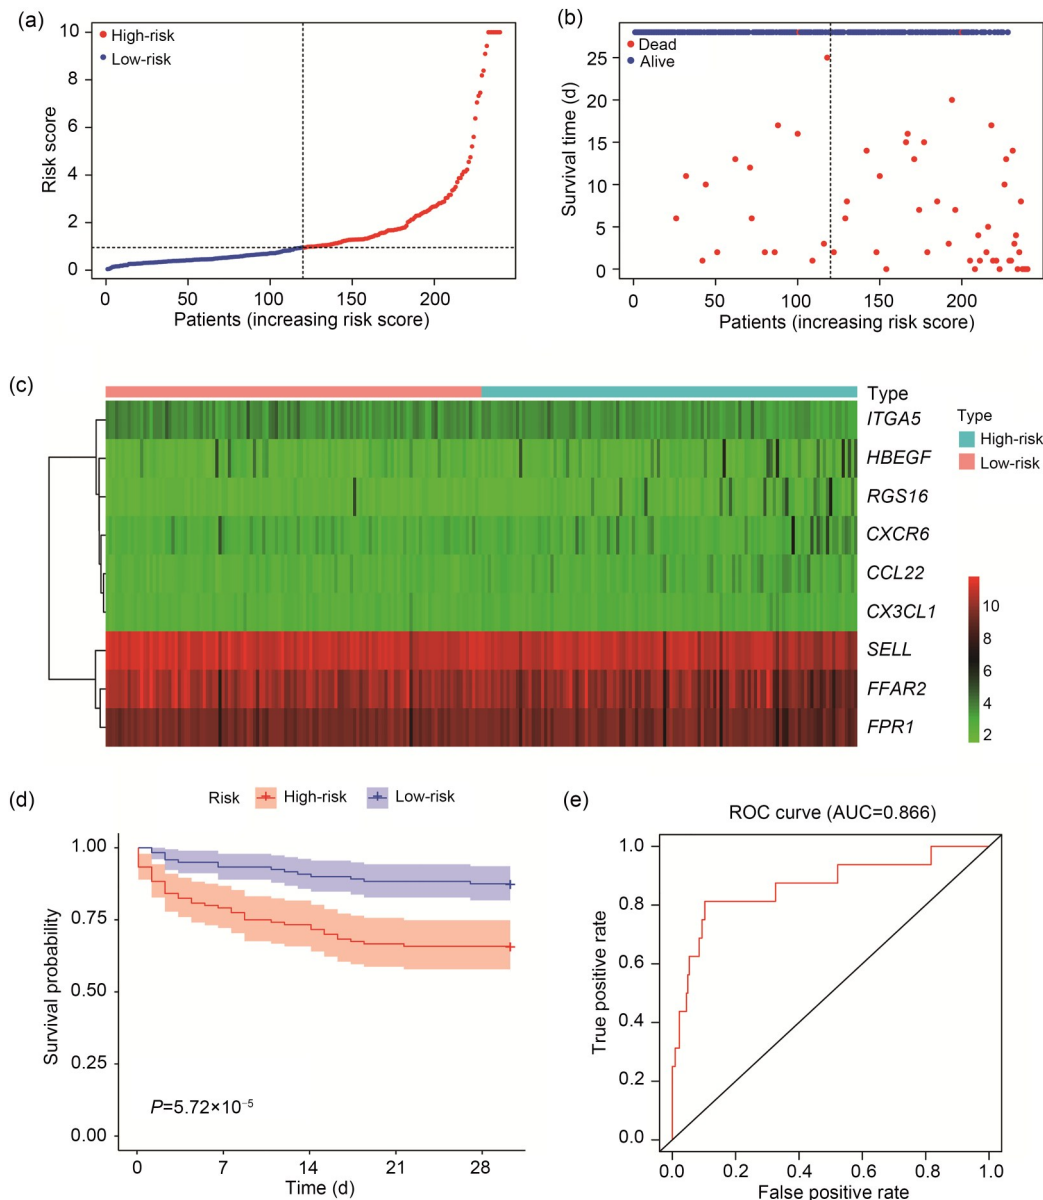 (a)
10
8
6
4
2
0
Risk score
High-risk
Low-risk
0 50 100 150 200
Patients (increasing risk score)
(b)
25
20
15
10
5
0
Survival time (d)
Dead
Alive
0 50 100 150 200
Patients (increasing risk score)
(c)
Type
ITGA5
HBEGF
RGS16
CXCR6
CCL22
CX3CL1
SELL
FFAR2
FPR1
Type
High-risk
Low-risk
10
8
6
4
2
(d)
Risk High-risk Low-risk
1.00
0.75
0.50
0.25
0.00
Survival probability
P=5.72×10⁻⁵
0 7 14 21 28
Time (d)
(e)
ROC curve (AUC=0.866)
1.0
0.8
0.6
0.4
0.2
0.0
True positive rate
0.0 0.2 0.4 0.6 0.8 1.0
False positive rate